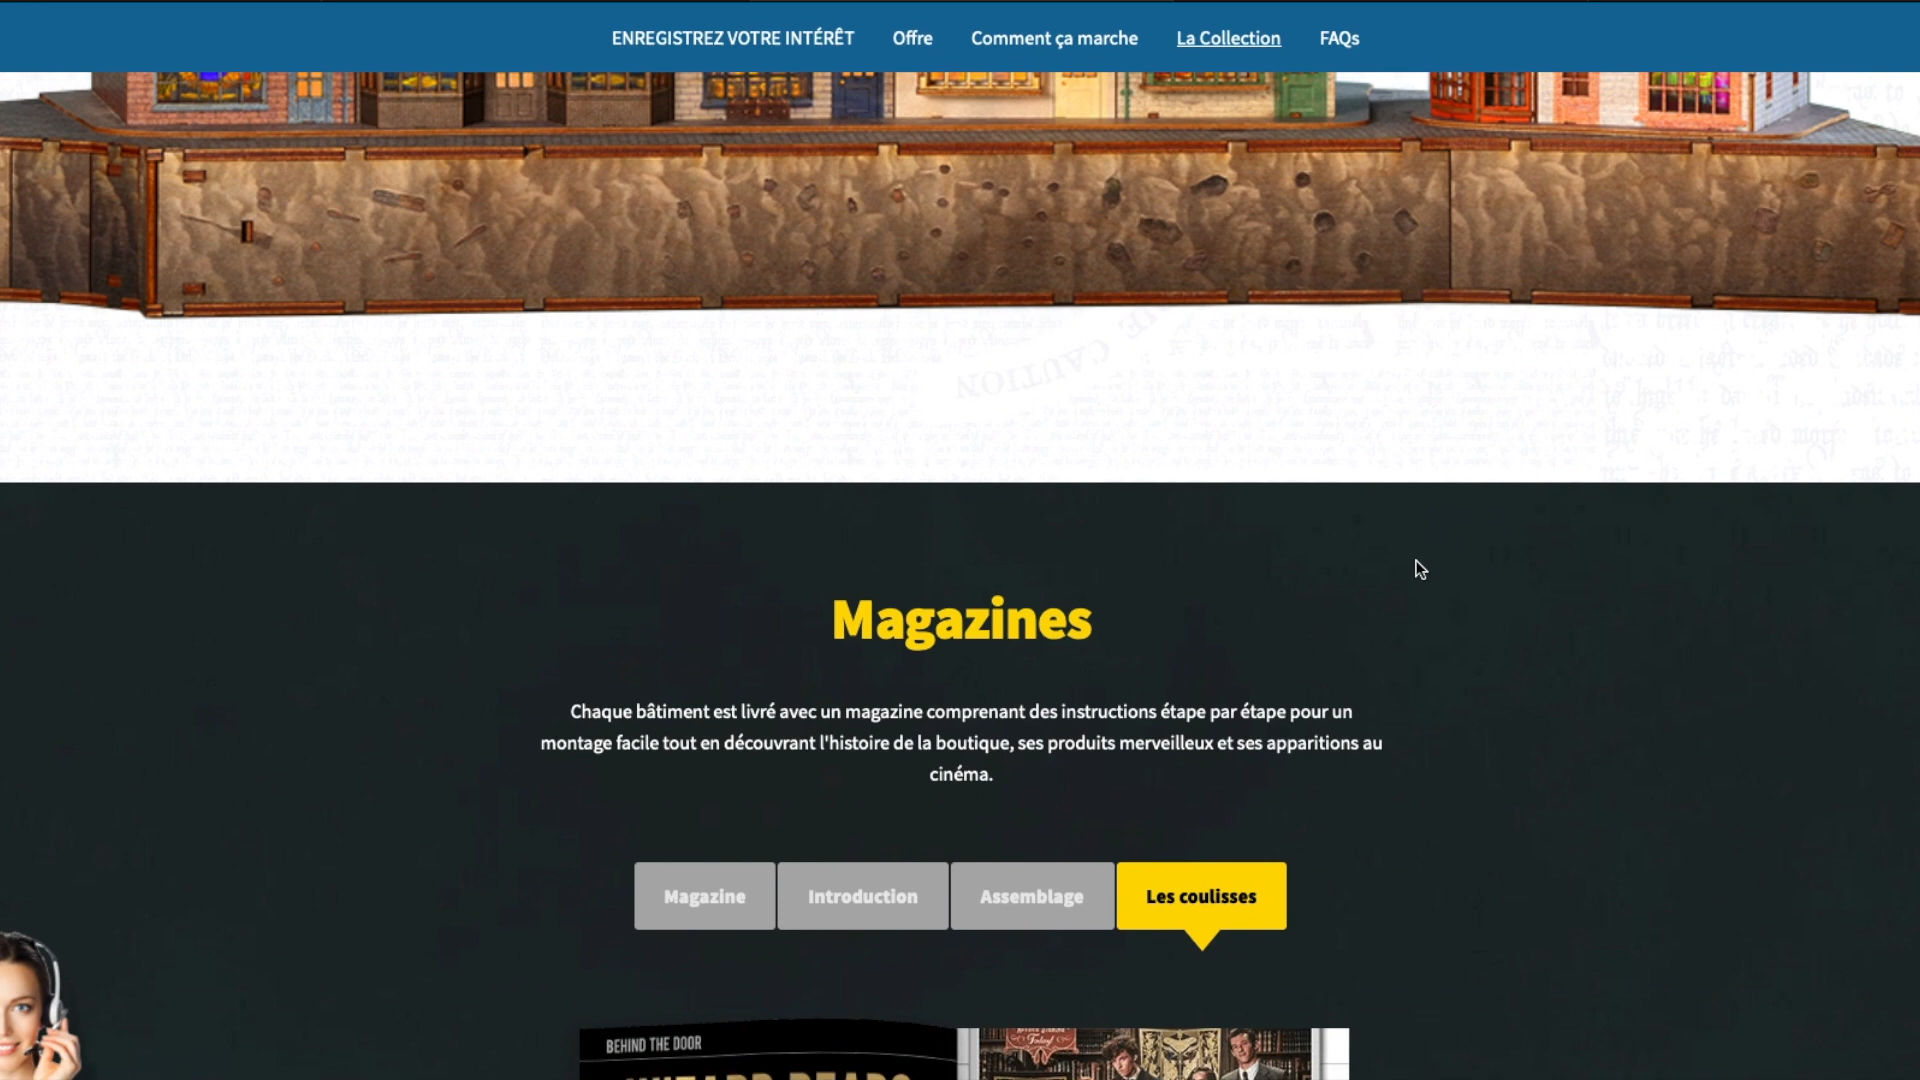 ENREGISTREZ VOTRE INTÉRÊT Offre Comment ça marche La Collection FAQs
CAUTION
Magazines
Chaque bâtiment est livré avec un magazine comprenant des instructions étape par étape pour un
montage facile tout en découvrant l'histoire de la boutique, ses produits merveilleux et ses apparitions au
cinéma.
Magazine Introduction Assemblage Les coulisses
BEHIND THE DOOR
Today!